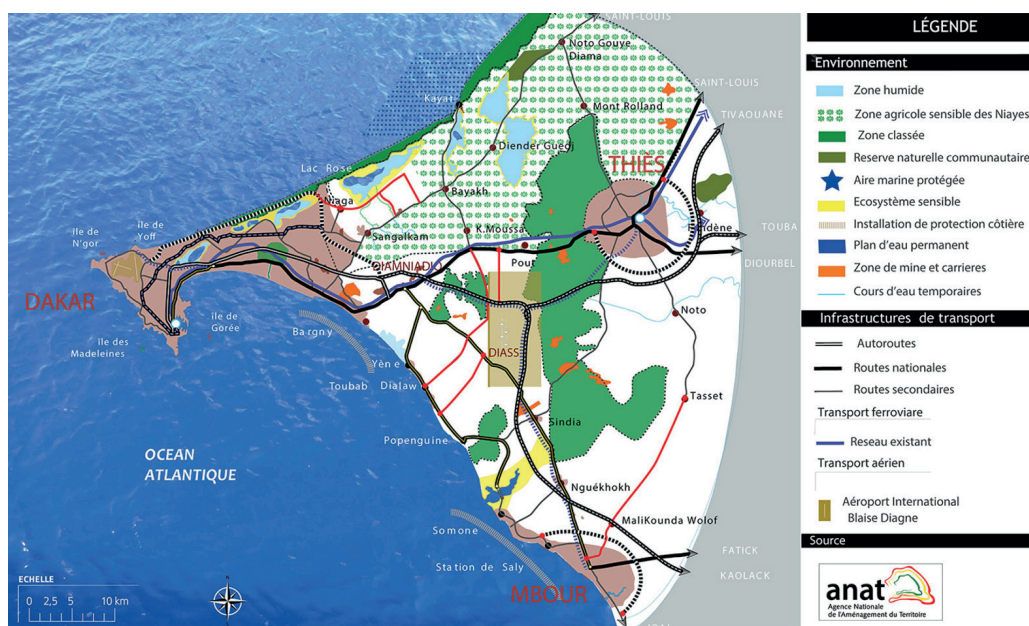 SAINT-LOUIS
Noto Gouye
Diama
SAINT-LOUIS
Kayar
Mont Rolland
TIVAOUANE
Diender Guedj
THIÈS
Lac Rose
Bayakh
Niaga
île de
N'gor
île de
Yoff
Sangalkam
K.Moussa
TOUBA
DIAMNIADIO
Pout
DIOURBEL
DAKAR
île de
Gorée
île des
Madeleines
Bargny
Noto
Yène
DIASS
Toubab Dialaw
Tasset
Popenguine
Sindia
OCEAN
ATLANTIQUE
Nguékhokh
Somone
MaliKounda Wolof
Station de Saly
FATICK
MBOUR
KAOLACK
ECHELLE
0 2,5 5 10 km
LÉGENDE
Environnement
Zone humide
Zone agricole sensible des Niayes
Zone classée
Reserve naturelle communautaire
Aire marine protégée
Ecosystème sensible
Installation de protection côtière
Plan d'eau permanent
Zone de mine et carrieres
Cours d'eau temporaires
Infrastructures de transport
Autoroutes
Routes nationales
Routes secondaires
Transport ferroviare
Reseau existant
Transport aérien
Aéroport International
Blaise Diagne
Source
anat
Agence Nationale
de l'Aménagement du Territoire